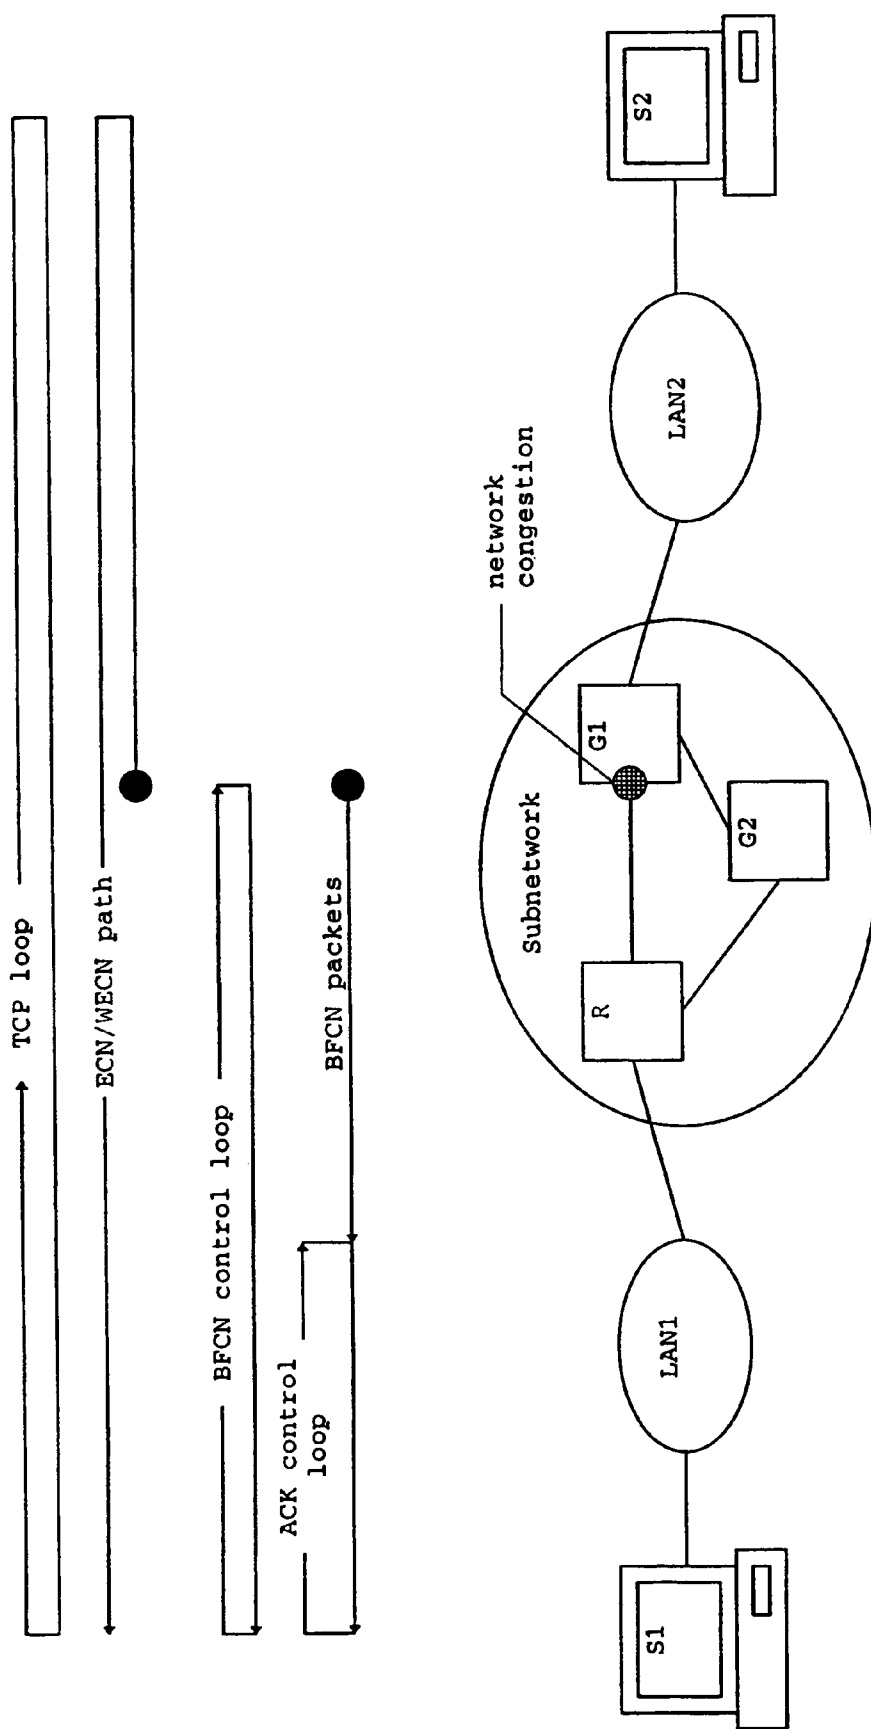 TCP loop
ECN/WECN path
BFCN control loop
ACK control
loop
BFCN packets
network
congestion
Subnetwork
S1
LAN1
R
G1
G2
LAN2
S2